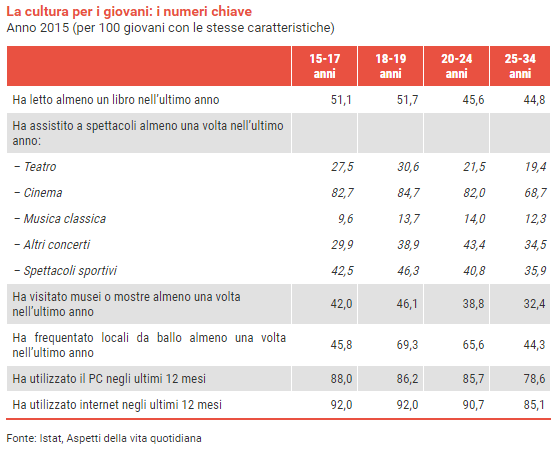 La cultura per i giovani: i numeri chiave
Anno 2015 (per 100 giovani con le stesse caratteristiche)
15-17 anni 18-19 anni 20-24 anni 25-34 anni
Ha letto almeno un libro nell'ultimo anno 51,1 51,7 45,6 44,8
Ha assistito a spettacoli almeno una volta nell'ultimo
anno:
– Teatro 27,5 30,6 21,5 19,4
– Cinema 82,7 84,7 82,0 68,7
– Musica classica 9,6 13,7 14,0 12,3
– Altri concerti 29,9 38,9 43,4 34,5
– Spettacoli sportivi 42,5 46,3 40,8 35,9
Ha visitato musei o mostre almeno una volta
nell'ultimo anno 42,0 46,1 38,8 32,4
Ha frequentato locali da ballo almeno una volta
nell'ultimo anno 45,8 69,3 65,6 44,3
Ha utilizzato il PC negli ultimi 12 mesi 88,0 86,2 85,7 78,6
Ha utilizzato internet negli ultimi 12 mesi 92,0 92,0 90,7 85,1
Fonte: Istat, Aspetti della vita quotidiana